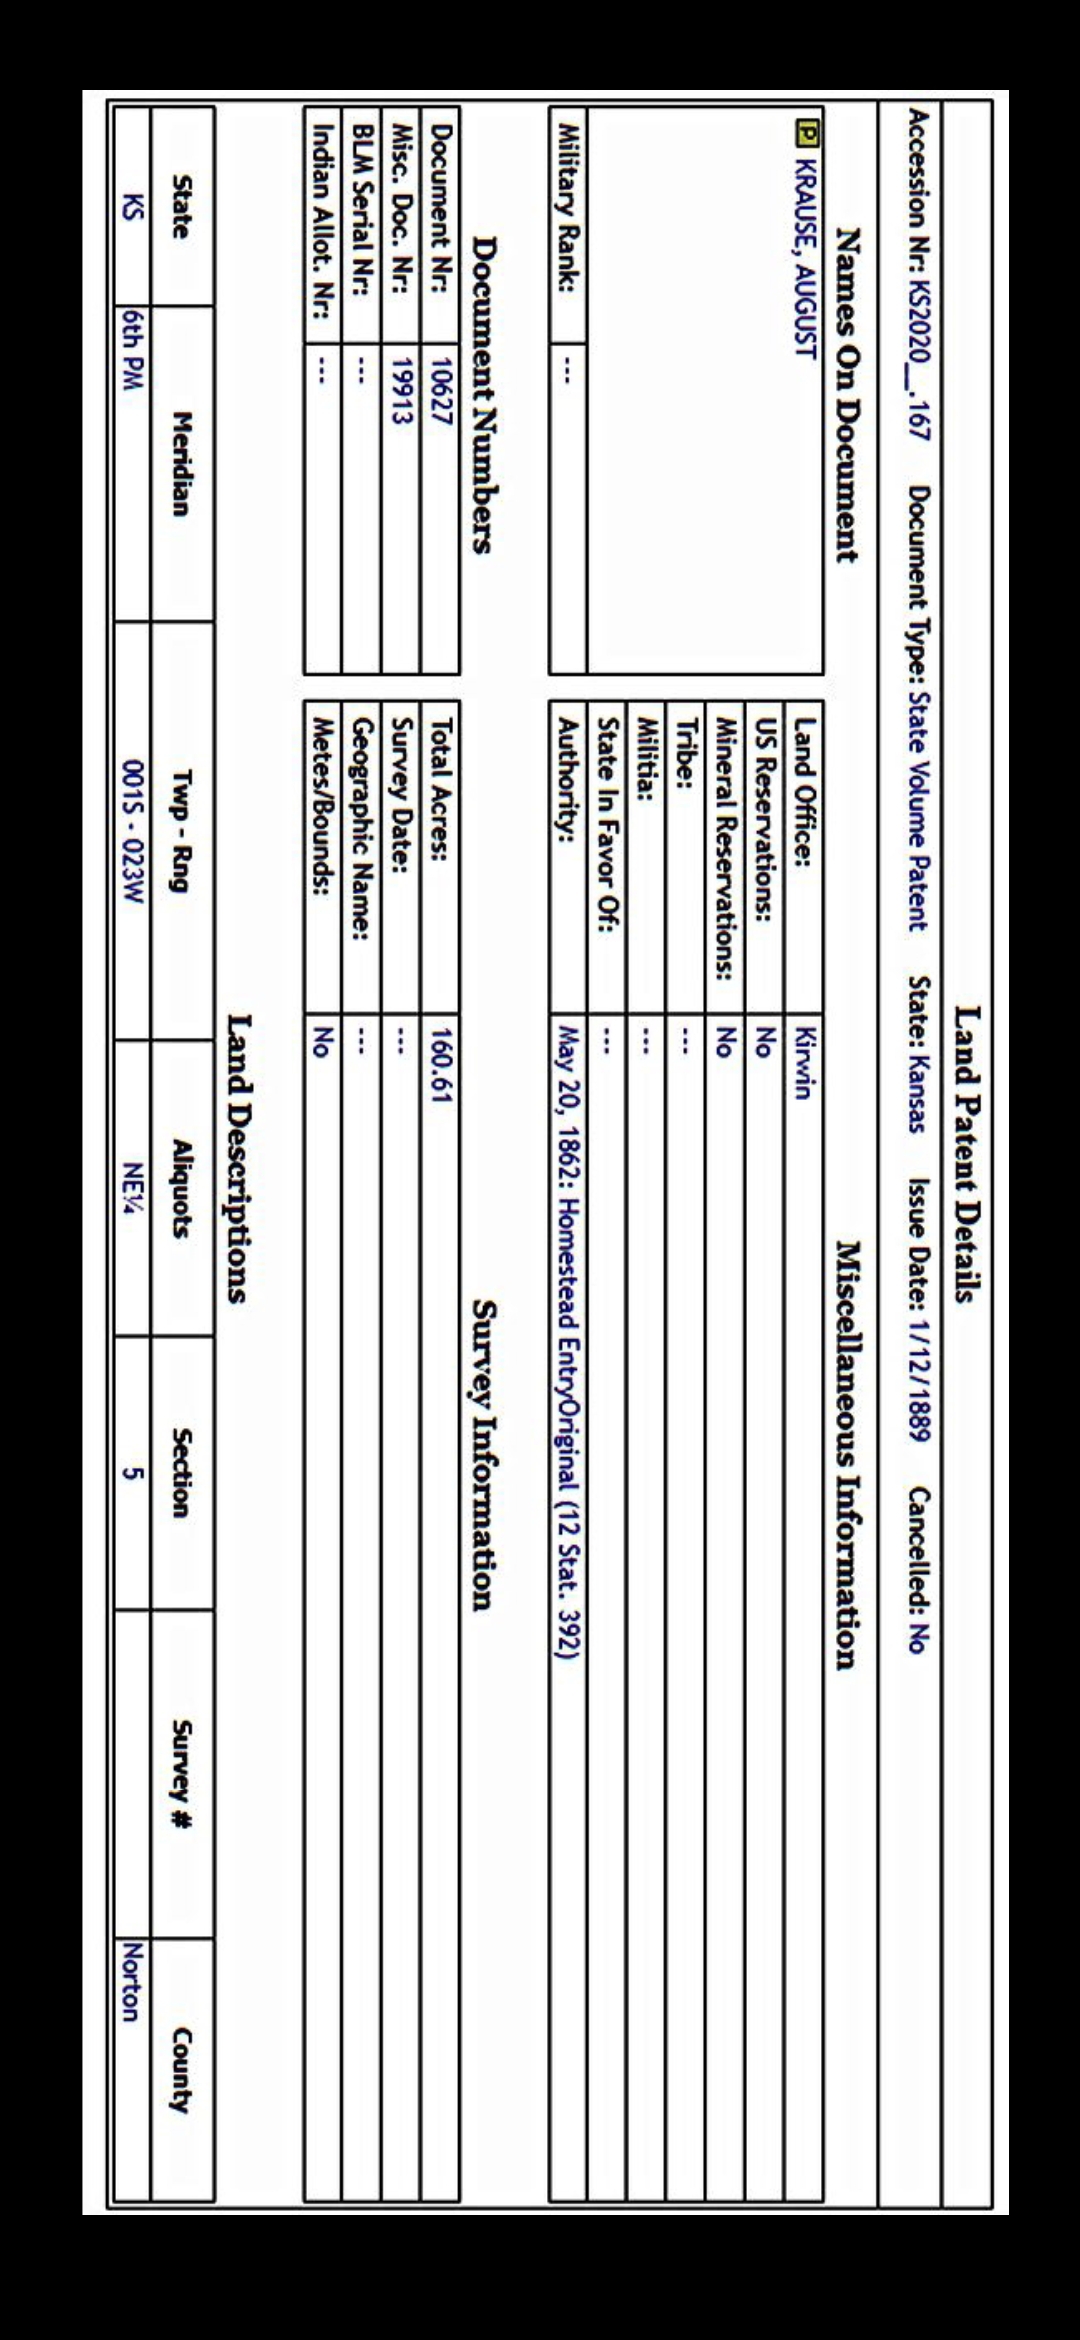 Land Patent Details
Accession Nr: KS2020__.167 Document Type: State Volume Patent State: Kansas Issue Date: 1/12/1889 Cancelled: No
Names On Document
P KRAUSE, AUGUST
Military Rank: ---
Miscellaneous Information
Land Office: Kirwin
US Reservations: No
Mineral Reservations: No
Tribe: ---
Militia: ---
State In Favor Of: ---
Authority: May 20, 1862: Homestead EntryOriginal (12 Stat. 392)
Document Numbers
Document Nr: 10627
Misc. Doc. Nr: 19913
BLM Serial Nr: ---
Indian Allot. Nr: ---
Survey Information
Total Acres: 160.61
Survey Date: ---
Geographic Name: ---
Metes/Bounds: No
Land Descriptions
State Meridian Twp - Rng Aliquots Section Survey # County
KS 6th PM 001S - 023W NE¼ 5 Norton